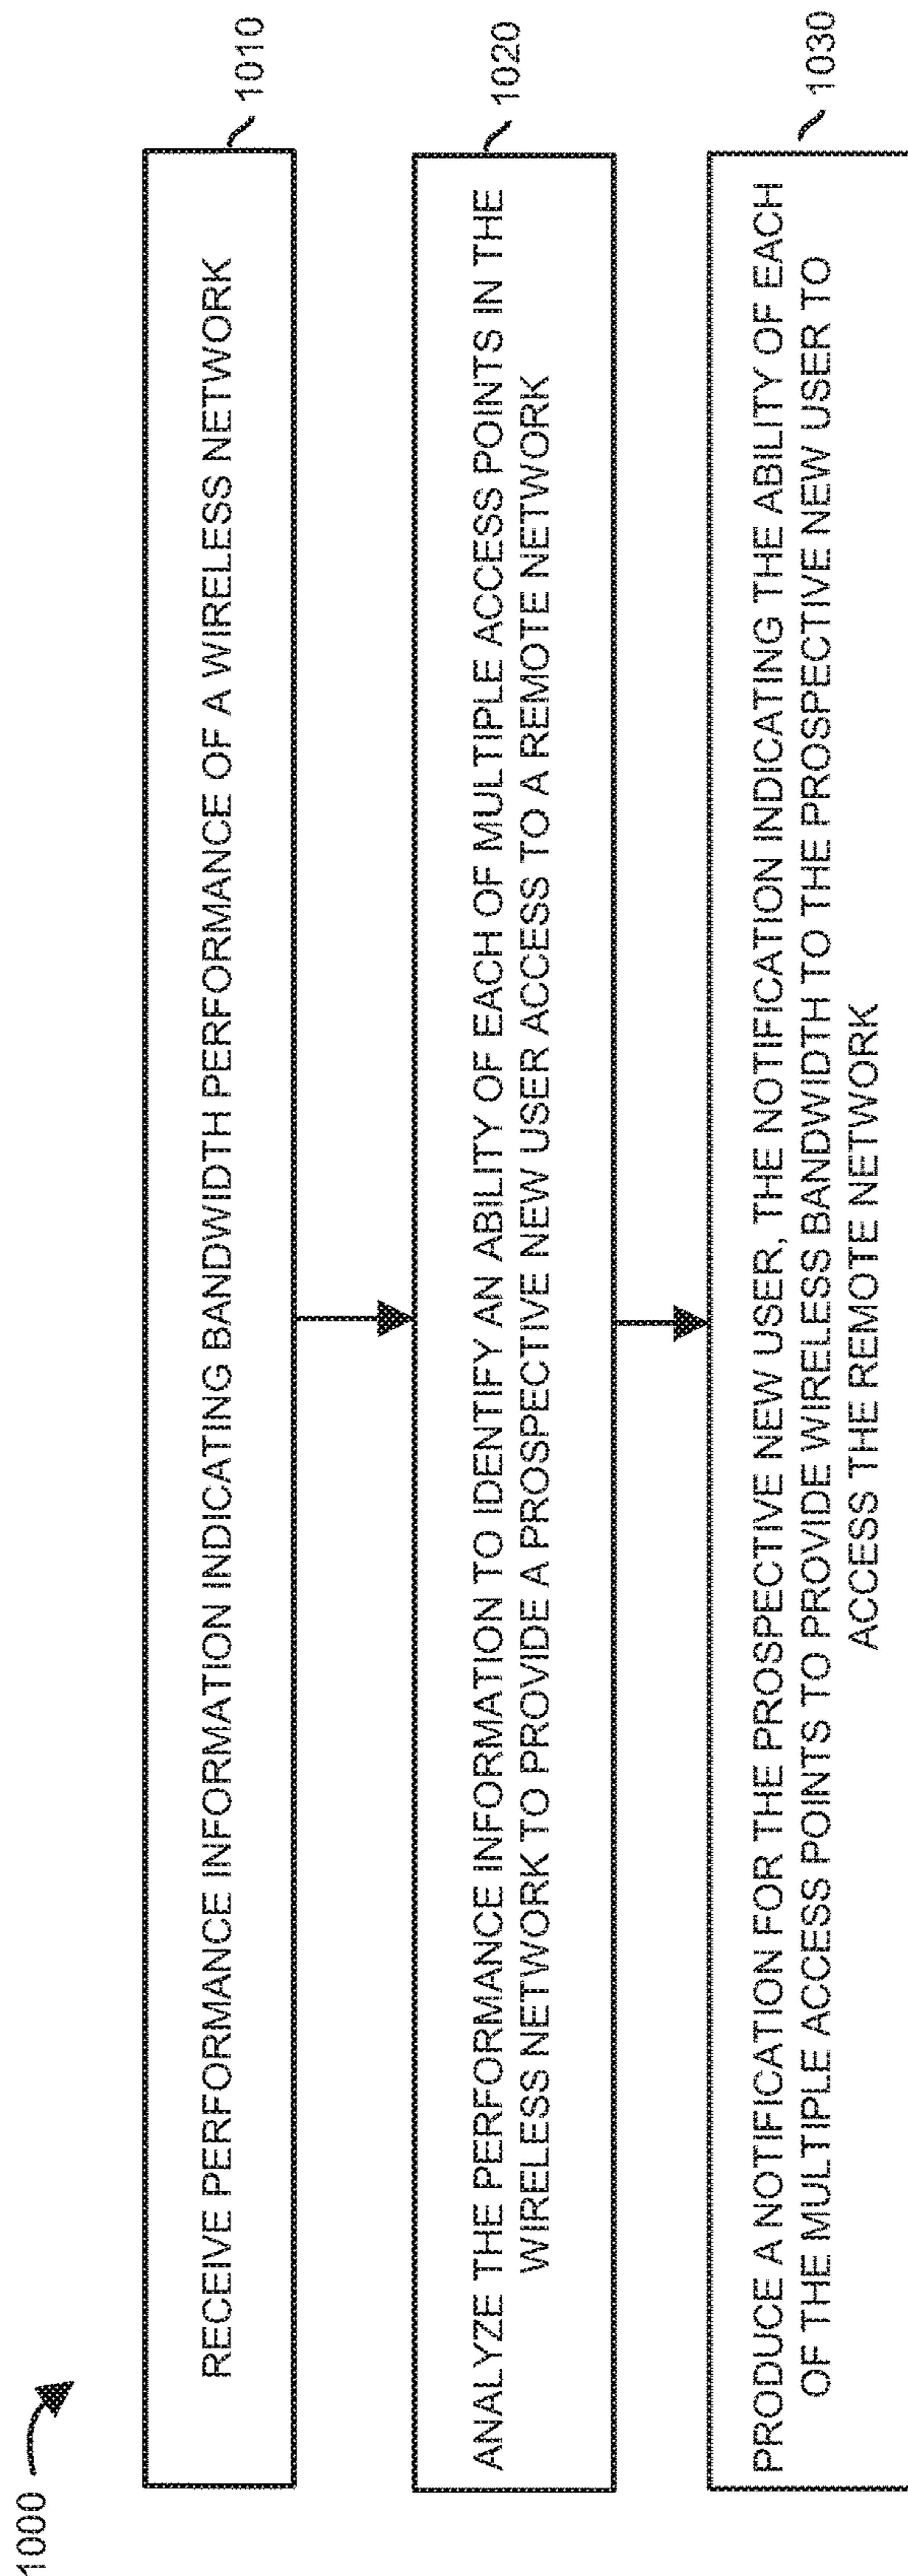 1000
RECEIVE PERFORMANCE INFORMATION INDICATING BANDWIDTH PERFORMANCE OF A WIRELESS NETWORK
1010
ANALYZE THE PERFORMANCE INFORMATION TO IDENTIFY AN ABILITY OF EACH OF MULTIPLE ACCESS POINTS IN THE
WIRELESS NETWORK TO PROVIDE A PROSPECTIVE NEW USER ACCESS TO A REMOTE NETWORK
1020
PRODUCE A NOTIFICATION FOR THE PROSPECTIVE NEW USER, THE NOTIFICATION INDICATING THE ABILITY OF EACH
OF THE MULTIPLE ACCESS POINTS TO PROVIDE WIRELESS BANDWIDTH TO THE PROSPECTIVE NEW USER TO
ACCESS THE REMOTE NETWORK
1030